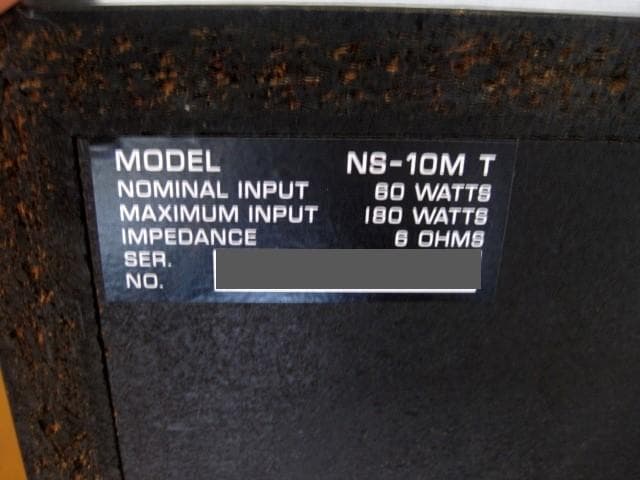 MODEL NS-10M T
NOMINAL INPUT 60 WATTS
MAXIMUM INPUT 180 WATTS
IMPEDANCE 6 OHMS
SER.
NO.